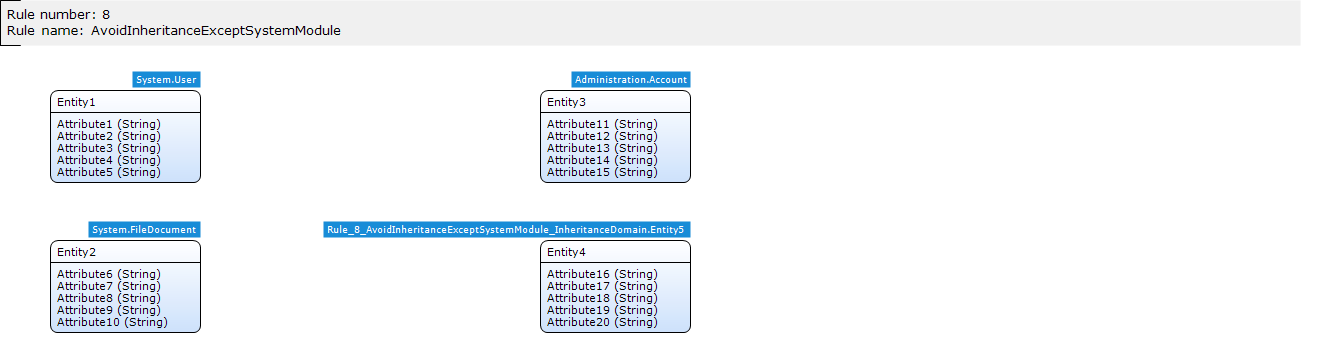 Rule number: 8
Rule name: AvoidInheritanceExceptSystemModule
System.User
Entity1
Attribute1 (String)
Attribute2 (String)
Attribute3 (String)
Attribute4 (String)
Attribute5 (String)
Administration.Account
Entity3
Attribute11 (String)
Attribute12 (String)
Attribute13 (String)
Attribute14 (String)
Attribute15 (String)
System.FileDocument
Entity2
Attribute6 (String)
Attribute7 (String)
Attribute8 (String)
Attribute9 (String)
Attribute10 (String)
Rule_8_AvoidInheritanceExceptSystemModule_InheritanceDomain.Entity5
Entity4
Attribute16 (String)
Attribute17 (String)
Attribute18 (String)
Attribute19 (String)
Attribute20 (String)